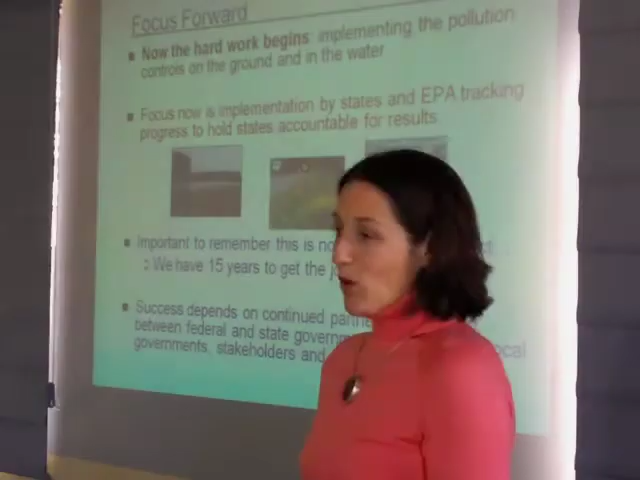 Focus Forward
▪ Now the hard work begins implementing the pollution
controls on the ground and in the water
▪ Focus now is implementation by states and EPA tracking
progress to hold states accountable for results
▪ Important to remember this is
We have 15 years to get the
▪ Success depends on continued
between federal and state
governments, stakeholders and